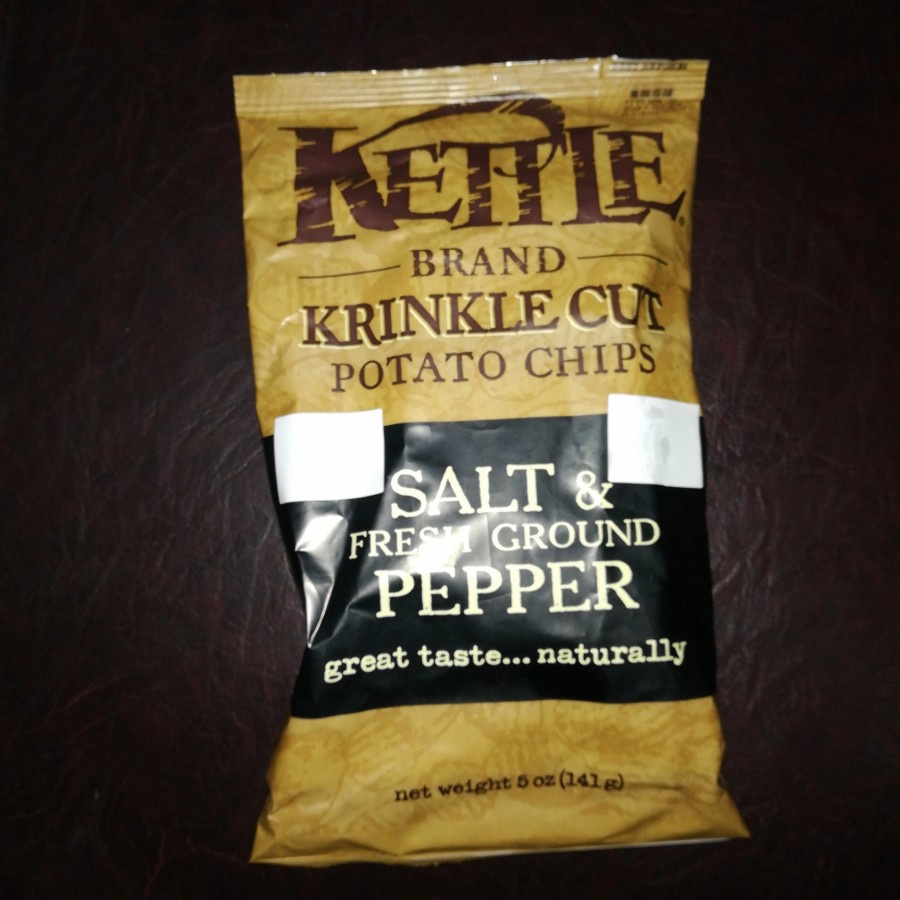 KETTLE
BRAND
KRINKLE CUT
POTATO CHIPS
SALT &
FRESH GROUND
PEPPER
great taste... naturally
net weight 5 oz (141 g)